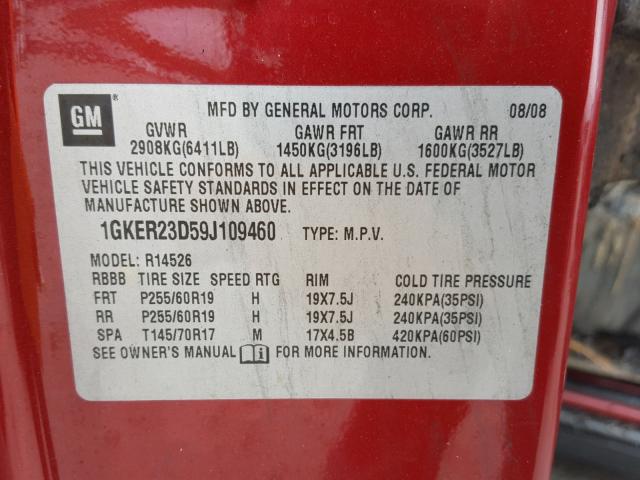 GM® MFD BY GENERAL MOTORS CORP. 08/08
GVWR GAWR FRT GAWR RR
2908KG(6411LB) 1450KG(3196LB) 1600KG(3527LB)
THIS VEHICLE CONFORMS TO ALL APPLICABLE U.S. FEDERAL MOTOR
VEHICLE SAFETY STANDARDS IN EFFECT ON THE DATE OF
MANUFACTURE SHOWN ABOVE.
1GKER23D59J109460 TYPE: M.P.V.
MODEL: R14526
RBBB TIRE SIZE SPEED RTG RIM COLD TIRE PRESSURE
FRT P255/60R19 H 19X7.5J 240KPA(35PSI)
RR P255/60R19 H 19X7.5J 240KPA(35PSI)
SPA T145/70R17 M 17X4.5B 420KPA(60PSI)
SEE OWNER'S MANUAL i FOR MORE INFORMATION.